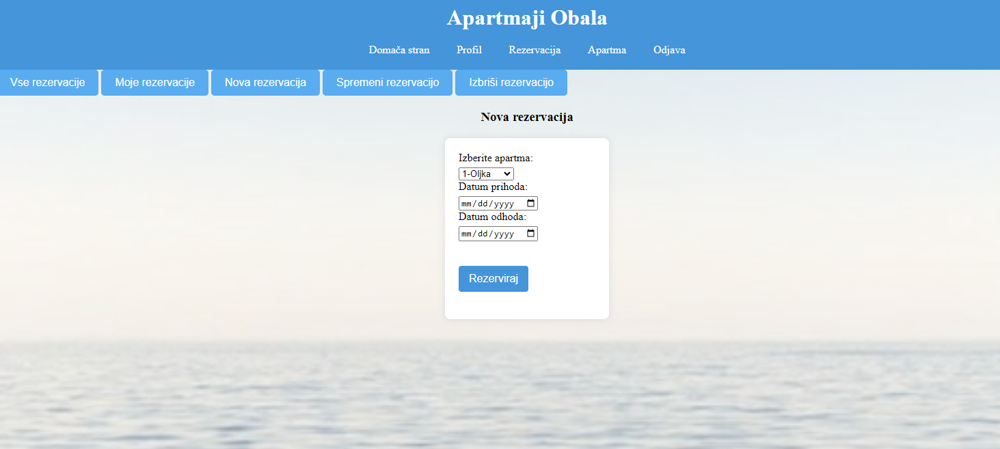 Apartmaji Obala
Domača stran Profil Rezervacija Apartma Odjava
Vse rezervacije Moje rezervacije Nova rezervacija Spremeni rezervacijo Izbriši rezervacijo
Nova rezervacija
Izberite apartma:
1-Oljka
Datum prihoda:
mm/dd/yyyy
Datum odhoda:
mm/dd/yyyy
Rezerviraj